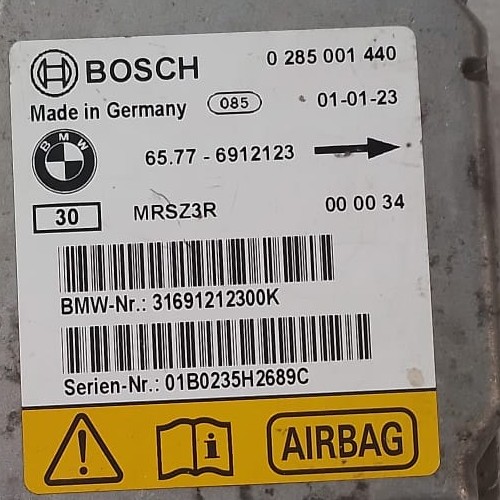 BOSCH 0 285 001 440
Made in Germany 085 01-01-23
BMW 65.77 - 6912123
30 MRSZ3R 00 00 34
BMW-Nr.: 31691212300K
Serien-Nr.: 01B0235H2689C
i AIRBAG